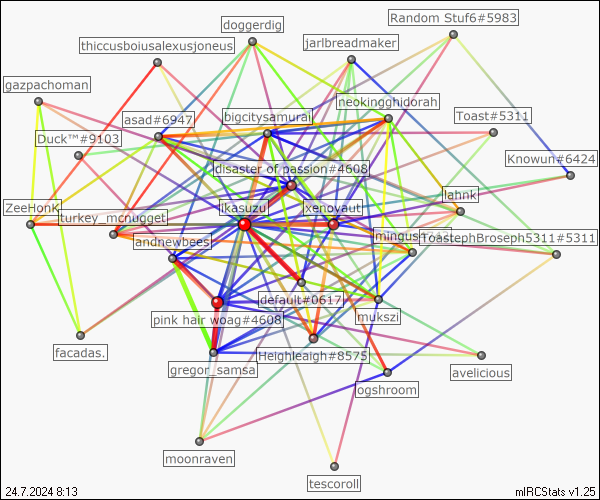 doggerdig
Random Stuf6#5983
thiccusboiusalexusjoneus
jarlbreadmaker
gazpachoman
neokingghidorah
asad#6947
bigcitysamurai
Toast#5311
Duck™#9103
Knowun#6424
disaster of passion#4608
lahnk
ZeeHonk
turkey_mcnugget
ikasuzu
xenoyaut
andnewbees
mingus
ToastephBroseph5311#5311
default#0617
pink hair woag#4608
mukszi
facadas.
gregor_samsa
Heighleigh#8575
avelicious
ogshroom
moonraven
tescoroll
24.7.2024 8:13
mIRCStats v1.25